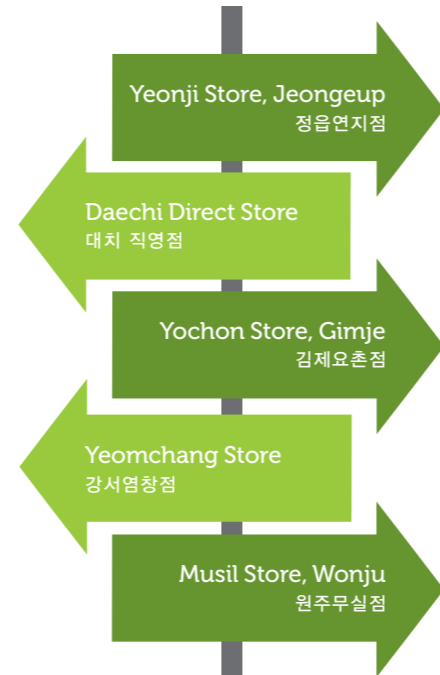 Yeonji Store, Jeongeup
정읍연지점
Daechi Direct Store
대치 직영점
Yochon Store, Gimje
김제요촌점
Yeomchang Store
강서염창점
Musil Store, Wonju
원주무실점